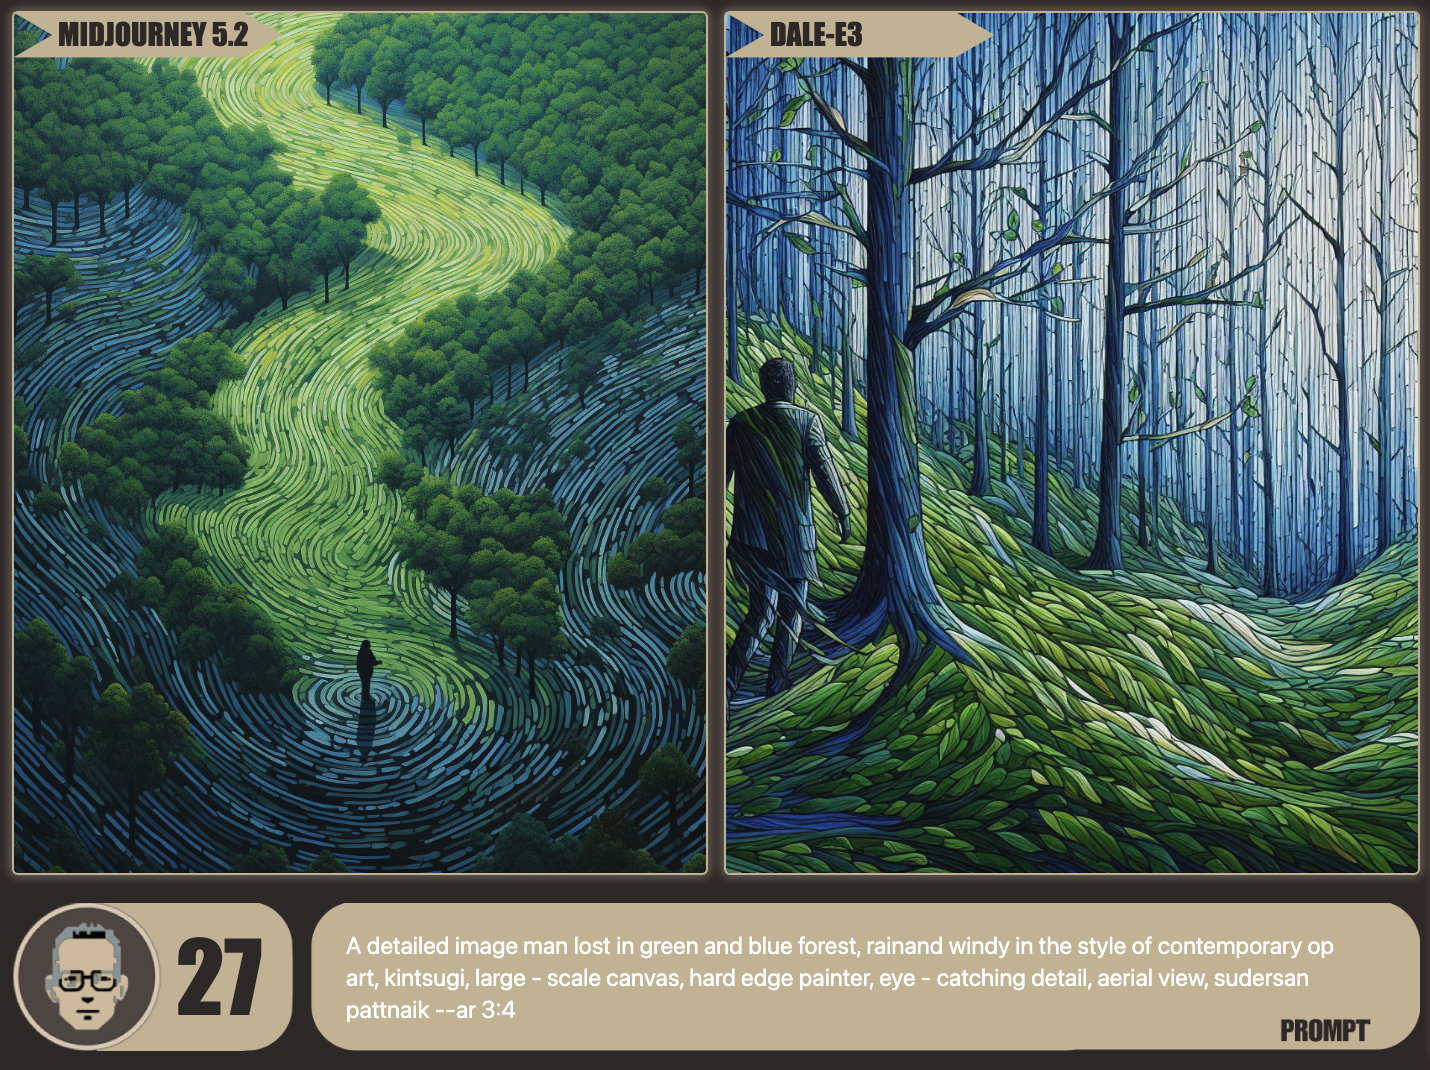 MIDJOURNEY 5.2
DALE-E3
27
A detailed image man lost in green and blue forest, rainand windy in the style of contemporary op
art, kintsugi, large - scale canvas, hard edge painter, eye - catching detail, aerial view, sudersan
pattnaik --ar 3:4
PROMPT